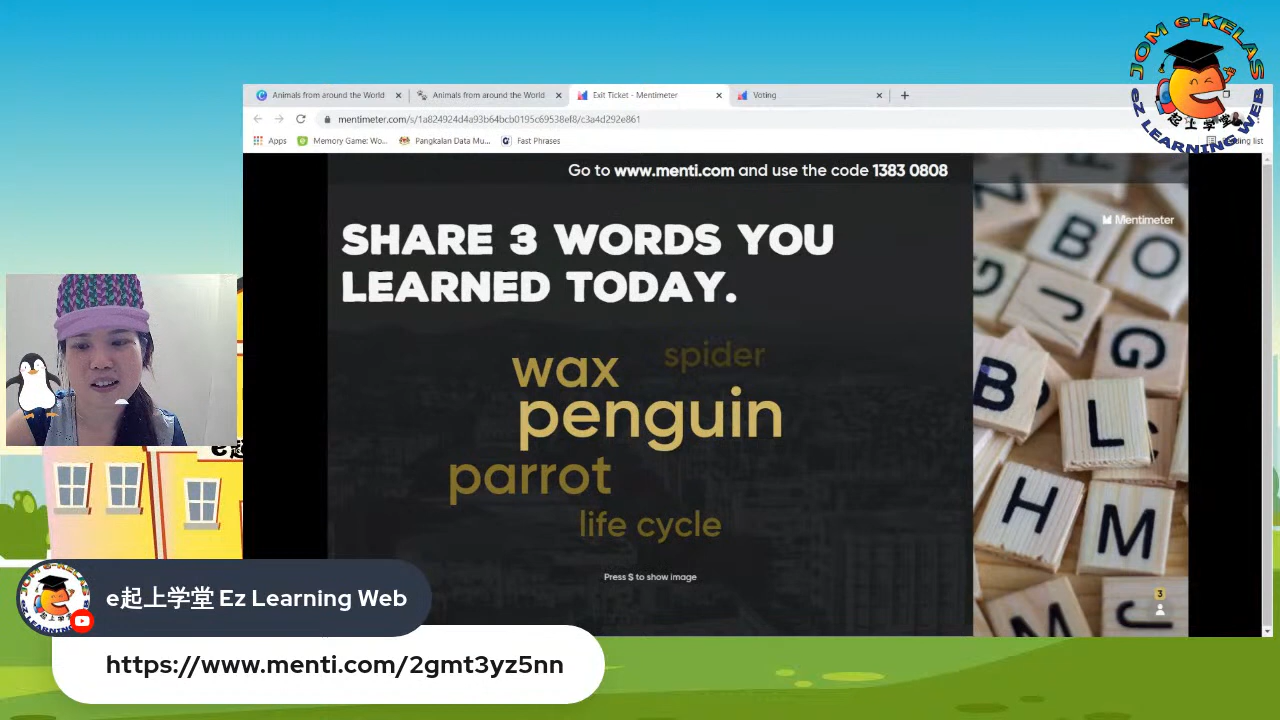 JOM e-KELAS
e起上学堂
EZ LEARNING WEB
Animals from around the World
Animals from around the World
Exit Ticket - Mentimeter
Voting
mentimeter.com/s/1a824924d4a93b64bcb0195c69538ef8/c3a4d292e861
Apps
Memory Game: Wo...
Pangkalan Data Mu...
Fast Phrases
Go to www.menti.com and use the code 1383 0808
Mentimeter
SHARE 3 WORDS YOU
LEARNED TODAY.
wax
spider
penguin
parrot
life cycle
Press S to show image
3
B
O
G
J
G
B
L
H
M
e起上学堂 Ez Learning Web
https://www.menti.com/2gmt3yz5nn